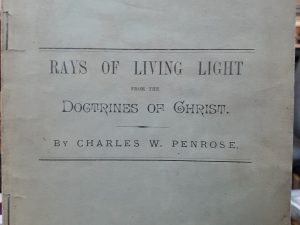 RAYS OF LIVING LIGHT
FROM THE
DOCTRINES OF CHRIST.
BY CHARLES W. PENROSE.